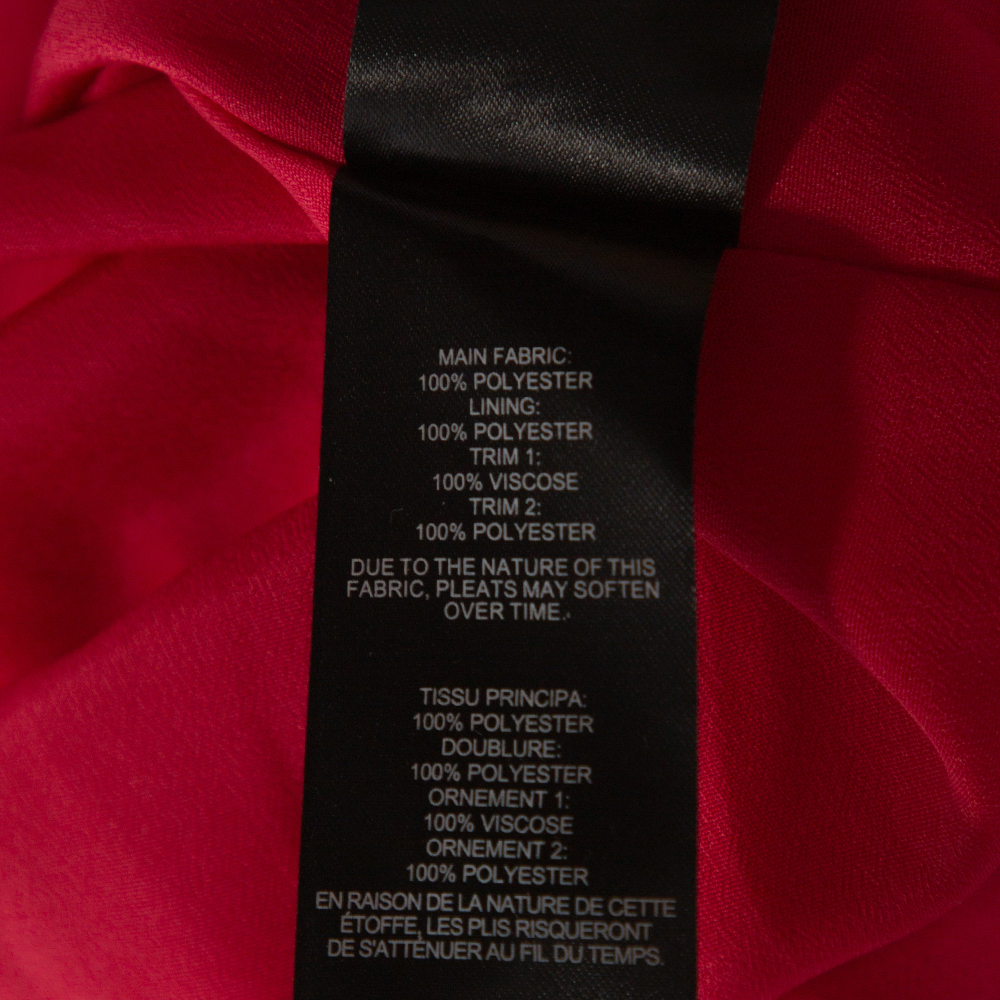 MAIN FABRIC:
100% POLYESTER
LINING:
100% POLYESTER
TRIM 1:
100% VISCOSE
TRIM 2:
100% POLYESTER
DUE TO THE NATURE OF THIS
FABRIC, PLEATS MAY SOFTEN
OVER TIME.
TISSU PRINCIPA:
100% POLYESTER
DOUBLURE:
100% POLYESTER
ORNEMENT 1:
100% VISCOSE
ORNEMENT 2:
100% POLYESTER
EN RAISON DE LA NATURE DE CETTE
ÉTOFFE, LES PLIS RISQUERONT
DE S'ATTÉNUER AU FIL DU TEMPS.